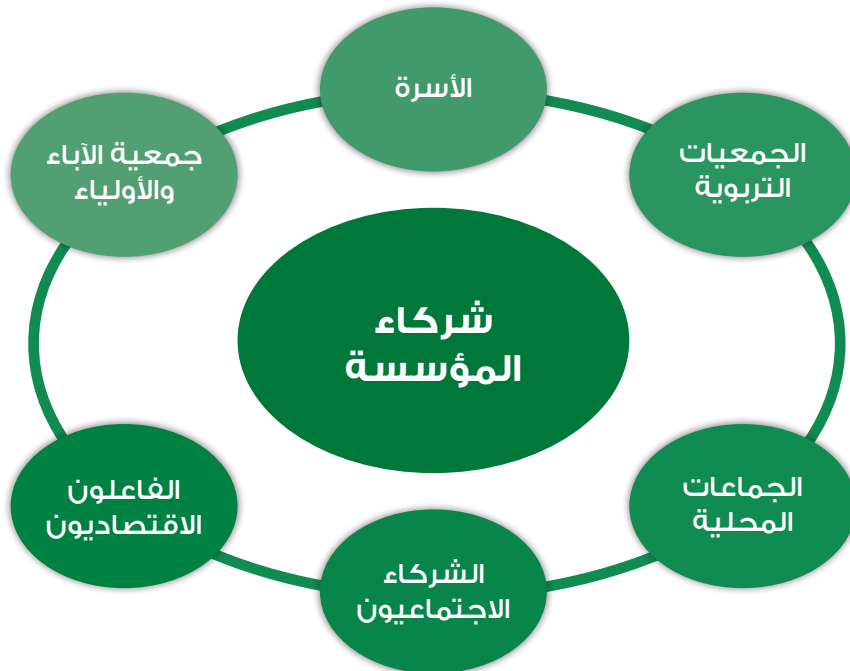 الأسرة
الجمعيات
التربوية
جمعية الآباء
والأولياء
شركاء
المؤسسة
الجماعات
المحلية
الفاعلون
الاقتصاديون
الشركاء
الاجتماعيون